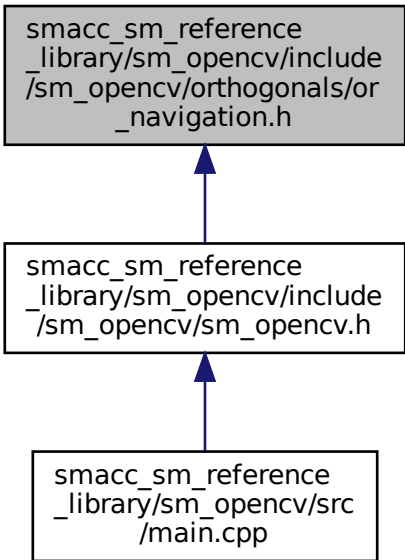 smacc_sm_reference
_library/sm_opencv/include
/sm_opencv/orthogonals/or
_navigation.h
smacc_sm_reference
_library/sm_opencv/include
/sm_opencv/sm_opencv.h
smacc_sm_reference
_library/sm_opencv/src
/main.cpp